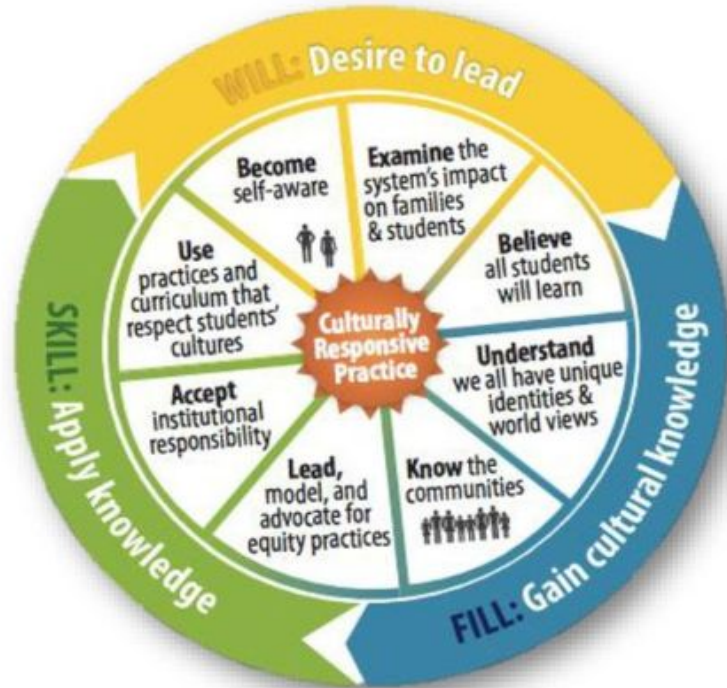 WILL: Desire to lead
Become
self-aware
Examine the
system's impact
on families
& students
Believe
all students
will learn
Understand
we all have unique
identities &
world views
Know the
communities
Lead,
model, and
advocate for
equity practices
Accept
institutional
responsibility
Use
practices and
curriculum that
respect students'
cultures
Culturally
Responsive
Practice
FILL: Gain cultural knowledge
SKILL: Apply knowledge